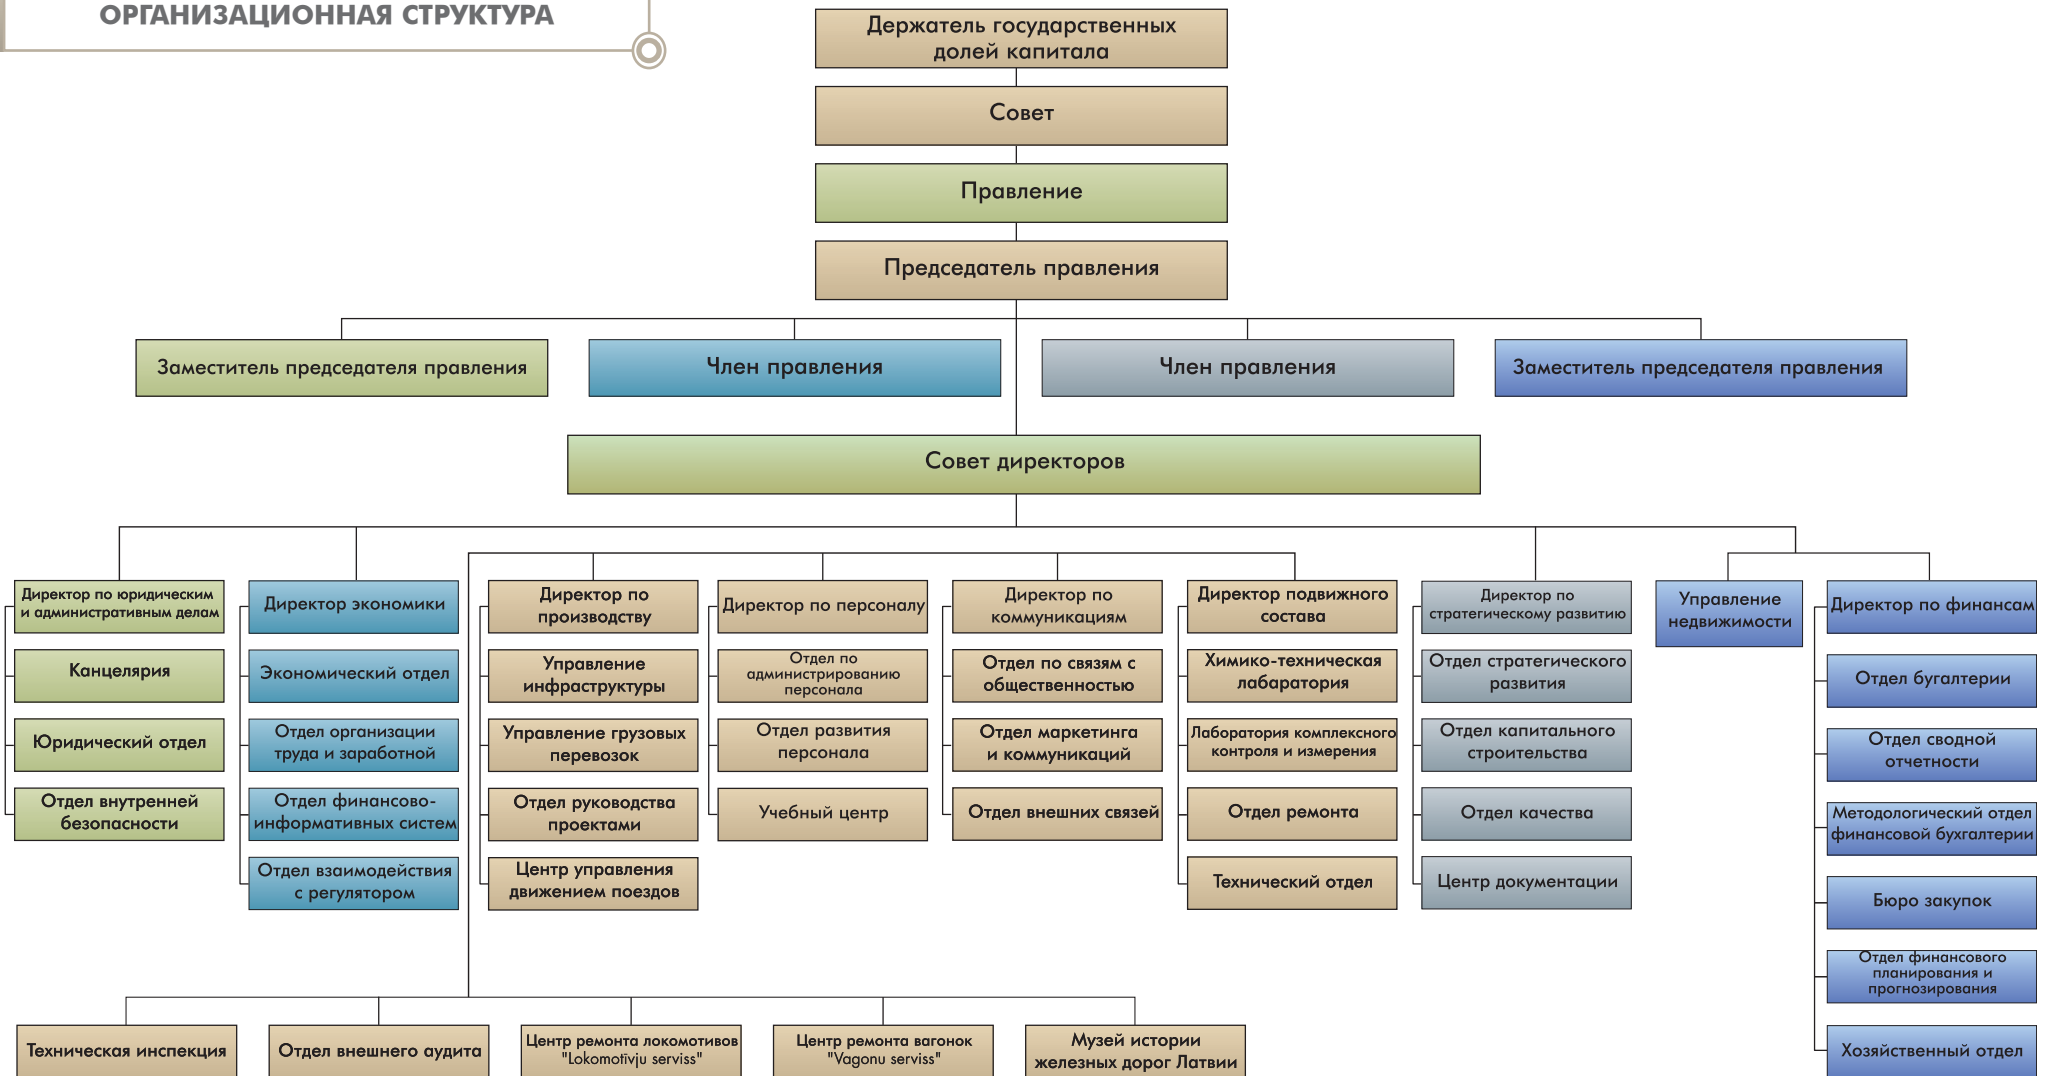 ОРГАНИЗАЦИОННАЯ СТРУКТУРА
Держатель государственных
долей капитала
Совет
Правление
Председатель правления
Заместитель председателя правления
Член правления
Член правления
Заместитель председателя правления
Совет директоров
Директор по юридическим
и административным делам
Канцелярия
Юридический отдел
Отдел внутренней
безопасности
Директор экономики
Экономический отдел
Отдел организации
труда и заработной
Отдел финансово-
информативных систем
Отдел взаимодействия
с регулятором
Директор по
производству
Управление
инфраструктуры
Управление грузовых
перевозок
Отдел руководства
проектами
Центр управления
движением поездов
Директор по персоналу
Отдел по
администрированию
персонала
Отдел развития
персонала
Учебный центр
Директор по
коммуникациям
Отдел по связям с
общественностью
Отдел маркетинга
и коммуникаций
Отдел внешних связей
Директор подвижного
состава
Химико-техническая
лабаратория
Лаборатория комплексного
контроля и измерения
Отдел ремонта
Технический отдел
Директор по
стратегическому развитию
Отдел стратегического
развития
Отдел капитального
строительства
Отдел качества
Центр документации
Управление
недвижимости
Директор по финансам
Отдел бугалтерии
Отдел сводной
отчетности
Методологический отдел
финансовой бухгалтерии
Бюро закупок
Отдел финансового
планирования и
прогнозирования
Хозяйственный отдел
Техническая инспекция
Отдел внешнего аудита
Центр ремонта локомотивов
"Lokomotīvju serviss"
Центр ремонта вагонок
"Vagonu serviss"
Музей истории
железных дорог Латвии